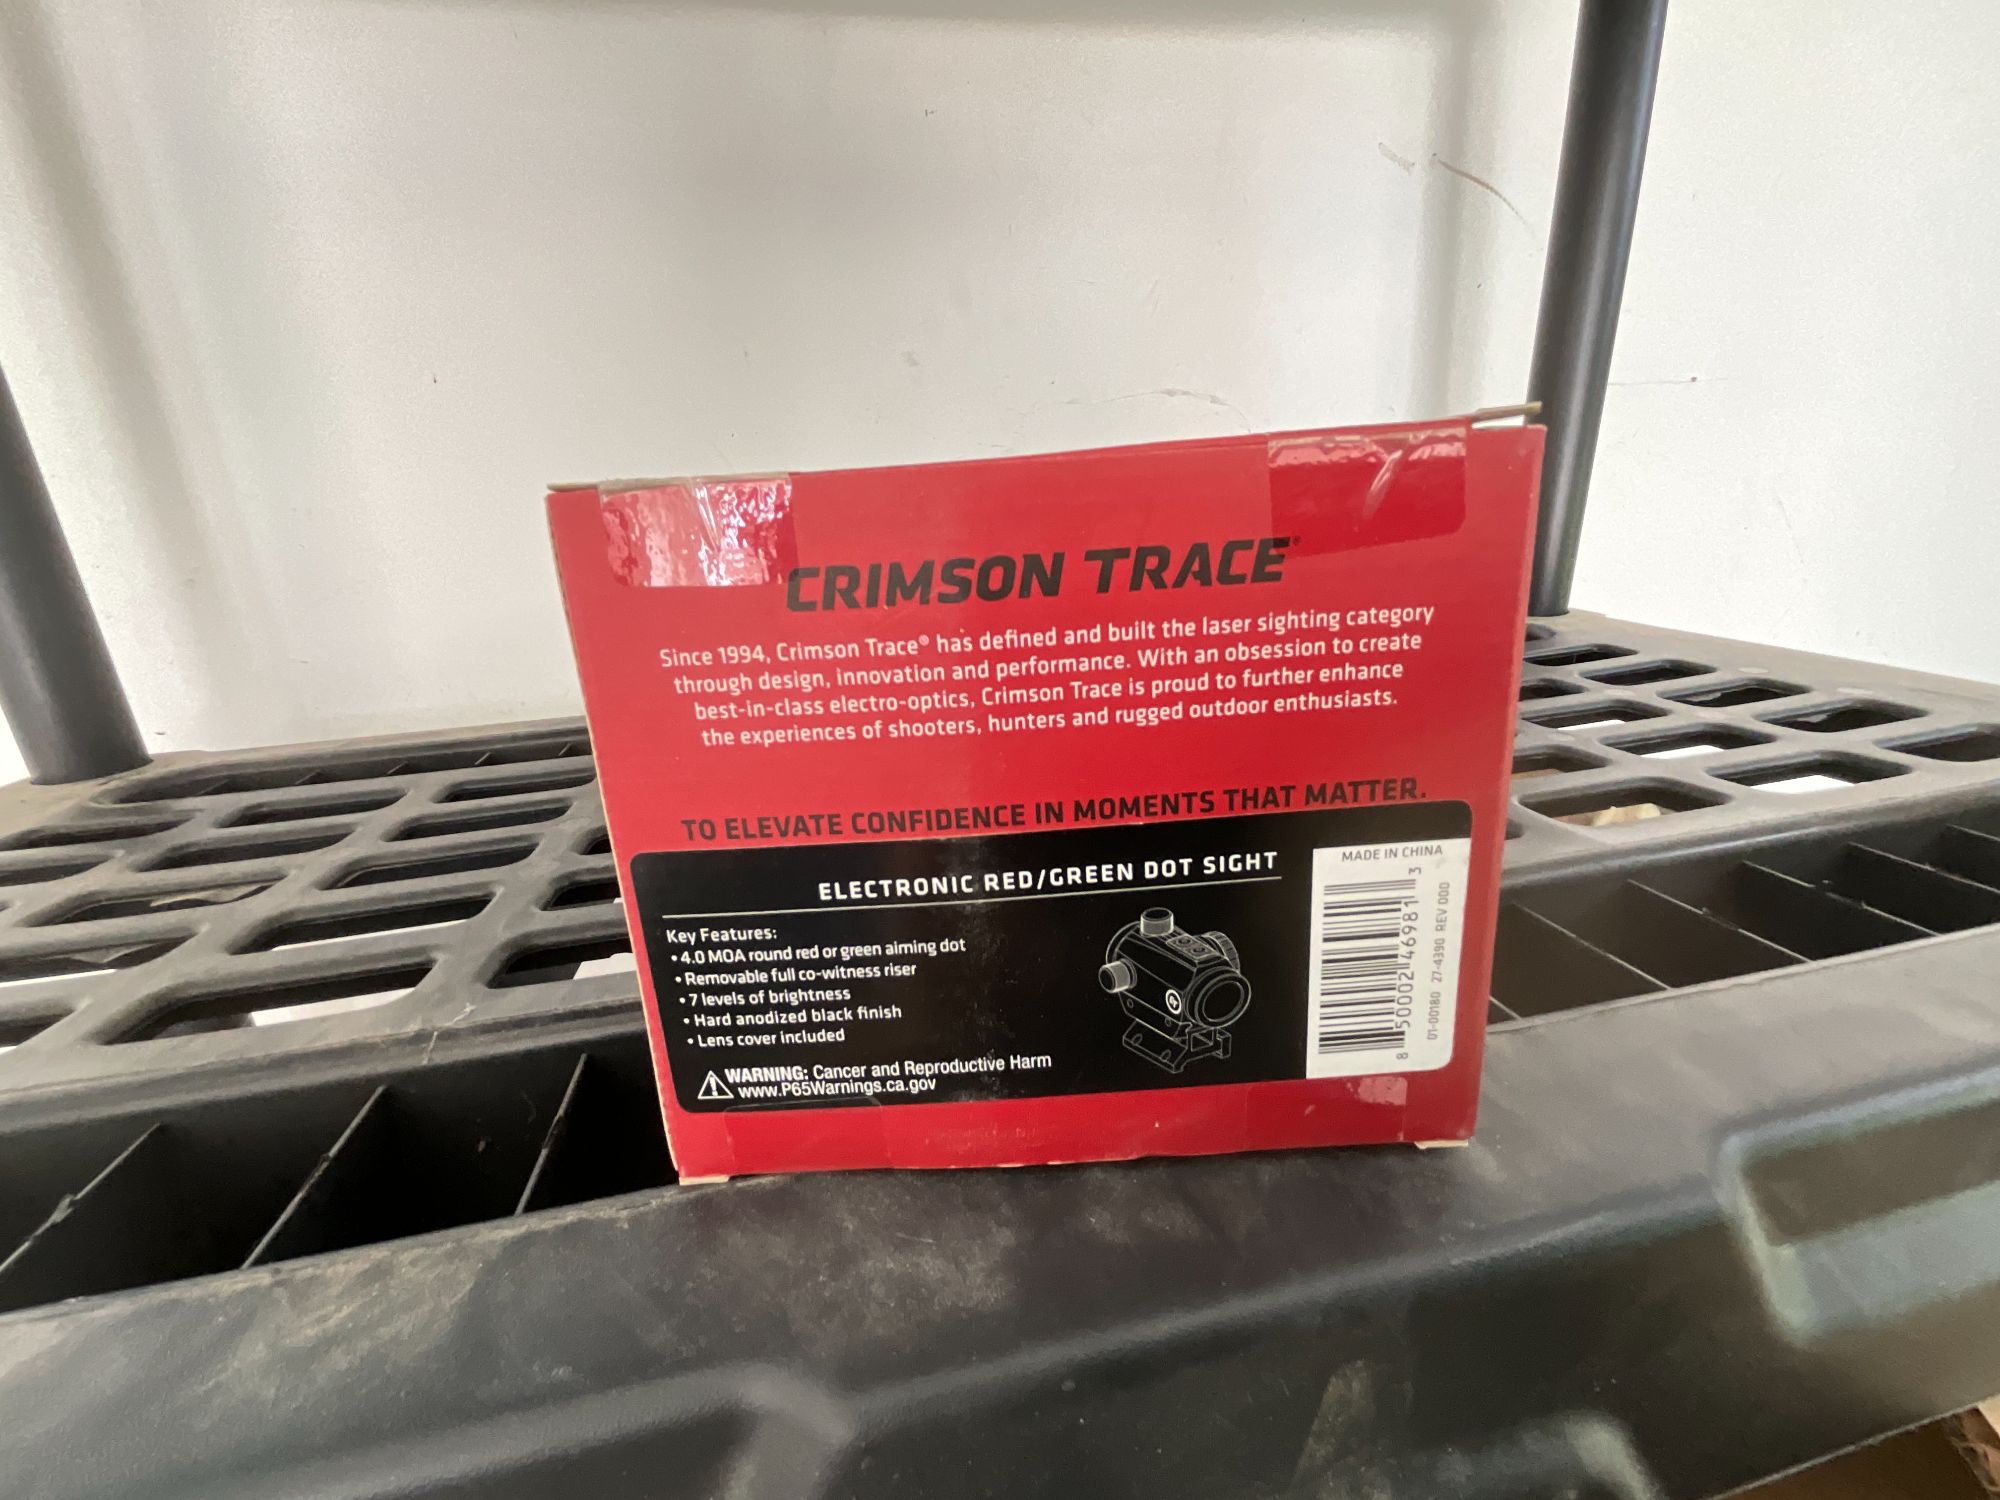 CRIMSON TRACE®
Since 1994, Crimson Trace® has defined and built the laser sighting category
through design, innovation and performance. With an obsession to create
best-in-class electro-optics, Crimson Trace is proud to further enhance
the experiences of shooters, hunters and rugged outdoor enthusiasts.
TO ELEVATE CONFIDENCE IN MOMENTS THAT MATTER.
ELECTRONIC RED/GREEN DOT SIGHT
Key Features:
• 4.0 MOA round red or green aiming dot
• Removable full co-witness riser
• 7 levels of brightness
• Hard anodized black finish
• Lens cover included
WARNING: Cancer and Reproductive Harm
www.P65Warnings.ca.gov
MADE IN CHINA
8 50002 46981 3
01-00180 27-4390 REV 000